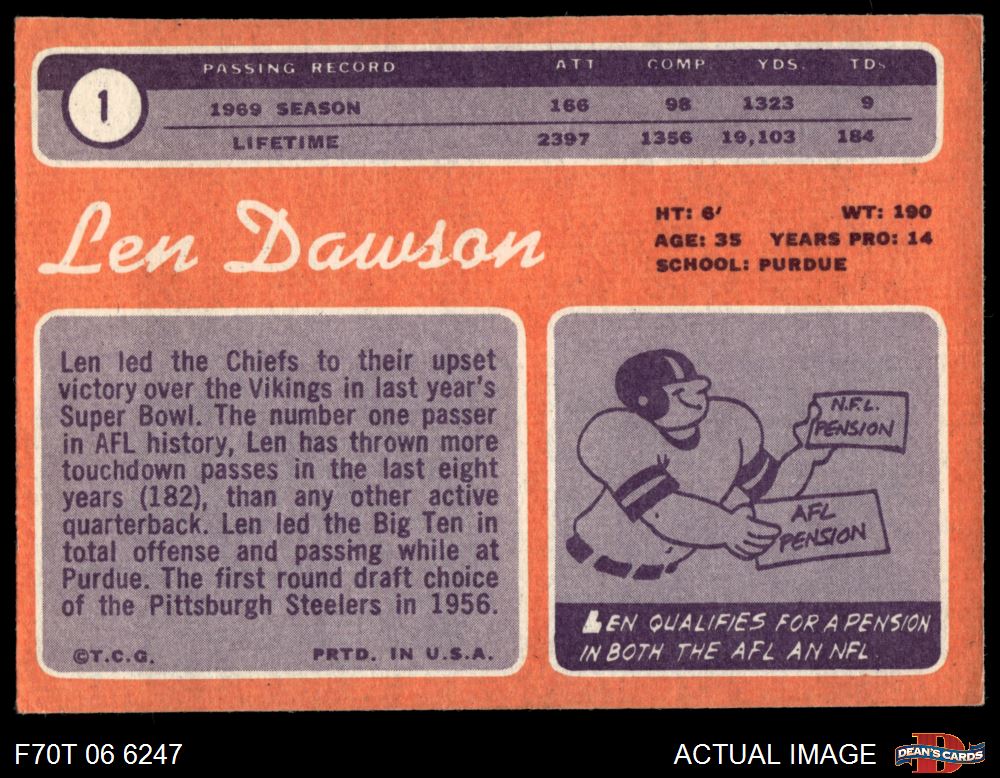 1
PASSING RECORD ATT COMP. YDS. TDs
1969 SEASON 166 98 1323 9
LIFETIME 2397 1356 19,103 184
Len Dawson
HT: 6' WT: 190
AGE: 35 YEARS PRO: 14
SCHOOL: PURDUE
Len led the Chiefs to their upset
victory over the Vikings in last year's
Super Bowl. The number one passer
in AFL history, Len has thrown more
touchdown passes in the last eight
years (182), than any other active
quarterback. Len led the Big Ten in
total offense and passing while at
Purdue. The first round draft choice
of the Pittsburgh Steelers in 1956.
©T.C.G. PRTD. IN U.S.A.
N.F.L.
PENSION
AFL
PENSION
LEN QUALIFIES FOR A PENSION
IN BOTH THE AFL AN NFL.
F70T 06 6247
ACTUAL IMAGE
DEAN'S CARDS